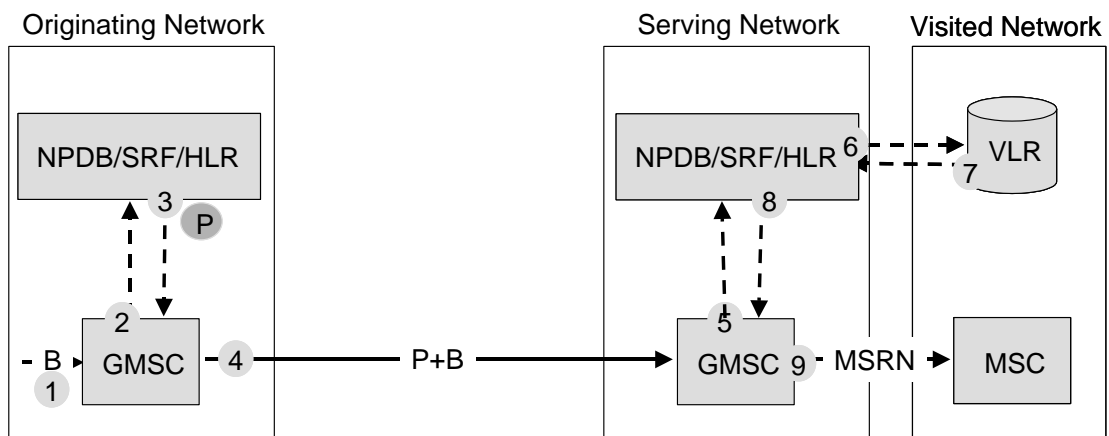 Originating Network
Serving Network
Visited Network
NPDB/SRF/HLR
3
P
2
B
1
GMSC
4
P+B
NPDB/SRF/HLR
6
7
VLR
8
5
GMSC
9
MSRN
MSC